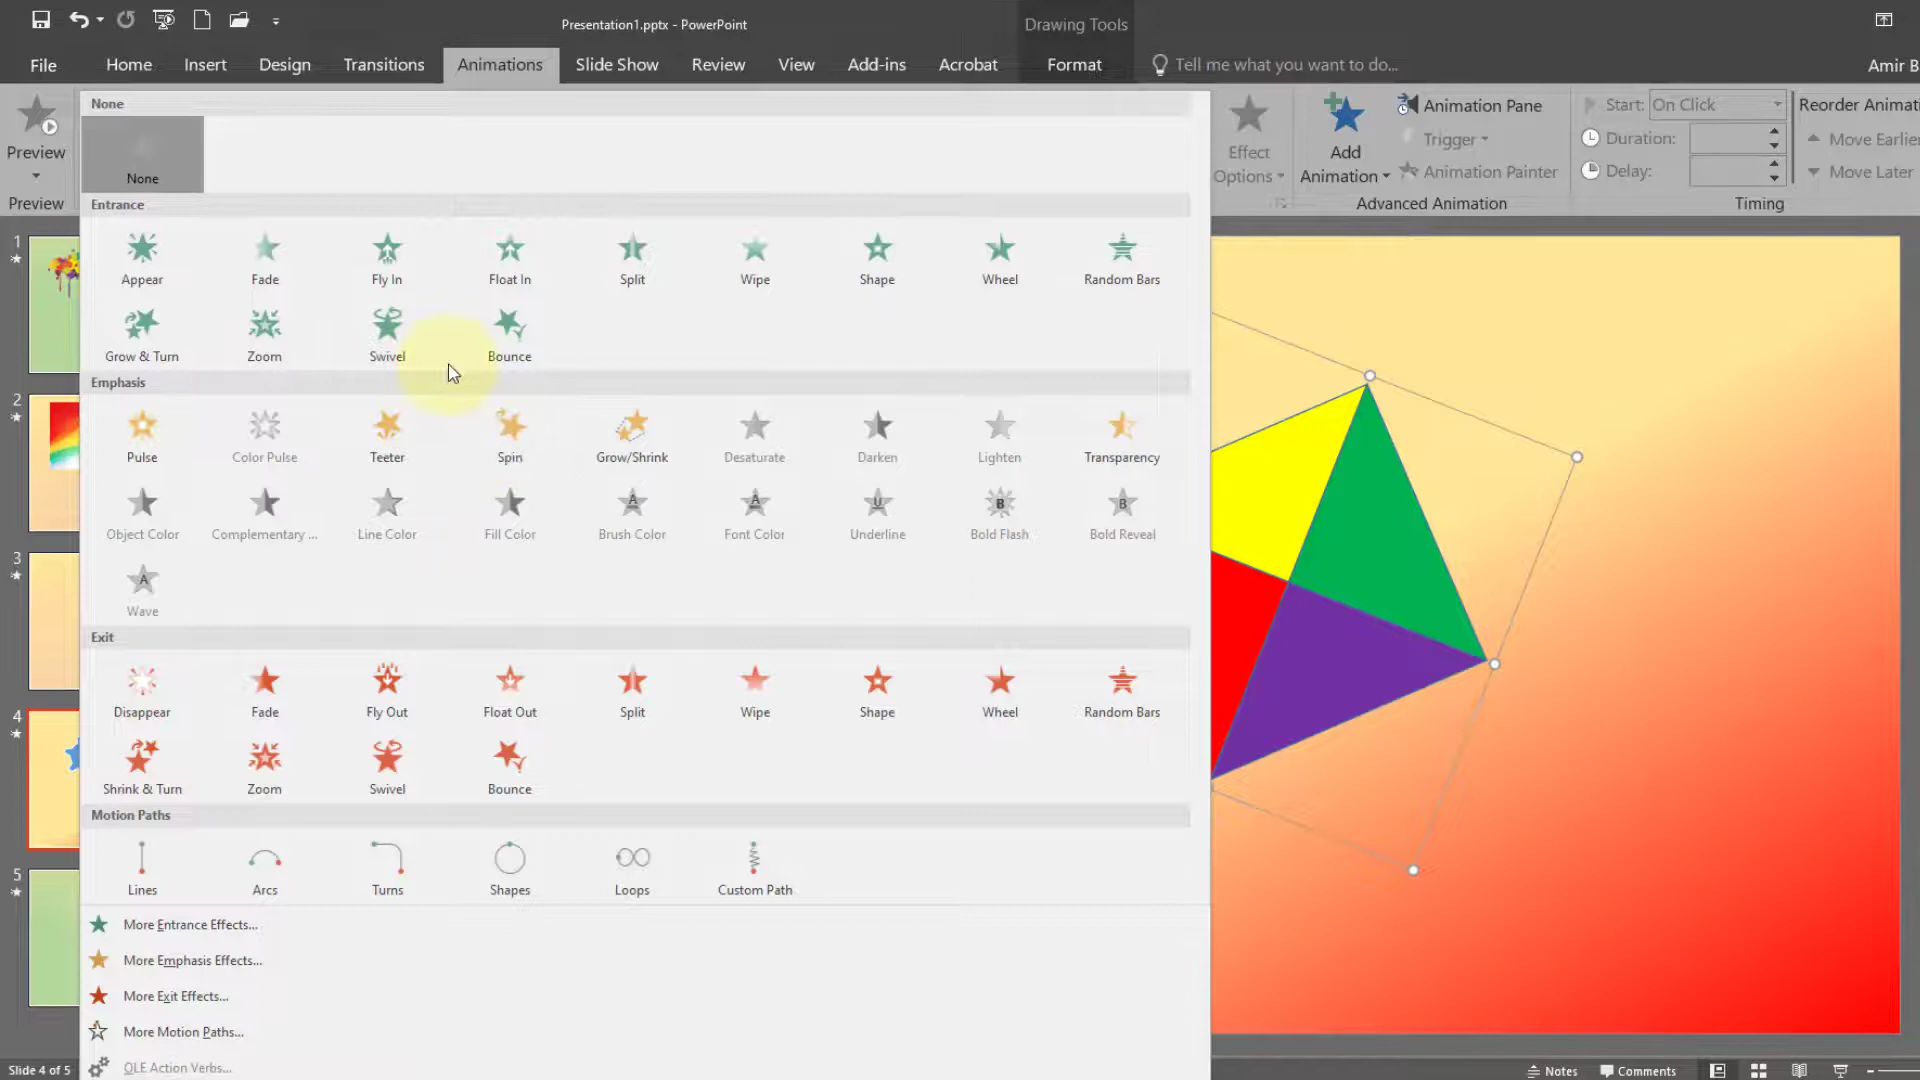 Presentation1.pptx - PowerPoint
Drawing Tools
File Home Insert Design Transitions Animations Slide Show Review View Add-ins Acrobat Format Tell me what you want to do...
Amir B
None
Preview
Preview
None
Effect
Options
Add
Animation
Animation Pane
Trigger
Animation Painter
Advanced Animation
Start: On Click
Duration:
Delay:
Timing
Reorder Animat
Move Earlier
Move Later
Entrance
Appear Fade Fly In Float In Split Wipe Shape Wheel Random Bars
Grow & Turn Zoom Swivel Bounce
Emphasis
Pulse Color Pulse Teeter Spin Grow/Shrink Desaturate Darken Lighten Transparency
Object Color Complementary ... Line Color Fill Color Brush Color Font Color Underline Bold Flash Bold Reveal
Wave
Exit
Disappear Fade Fly Out Float Out Split Wipe Shape Wheel Random Bars
Shrink & Turn Zoom Swivel Bounce
Motion Paths
Lines Arcs Turns Shapes Loops Custom Path
More Entrance Effects...
More Emphasis Effects...
More Exit Effects...
More Motion Paths...
OLE Action Verbs...
1
2
3
4
5
Slide 4 of 5
Notes Comments